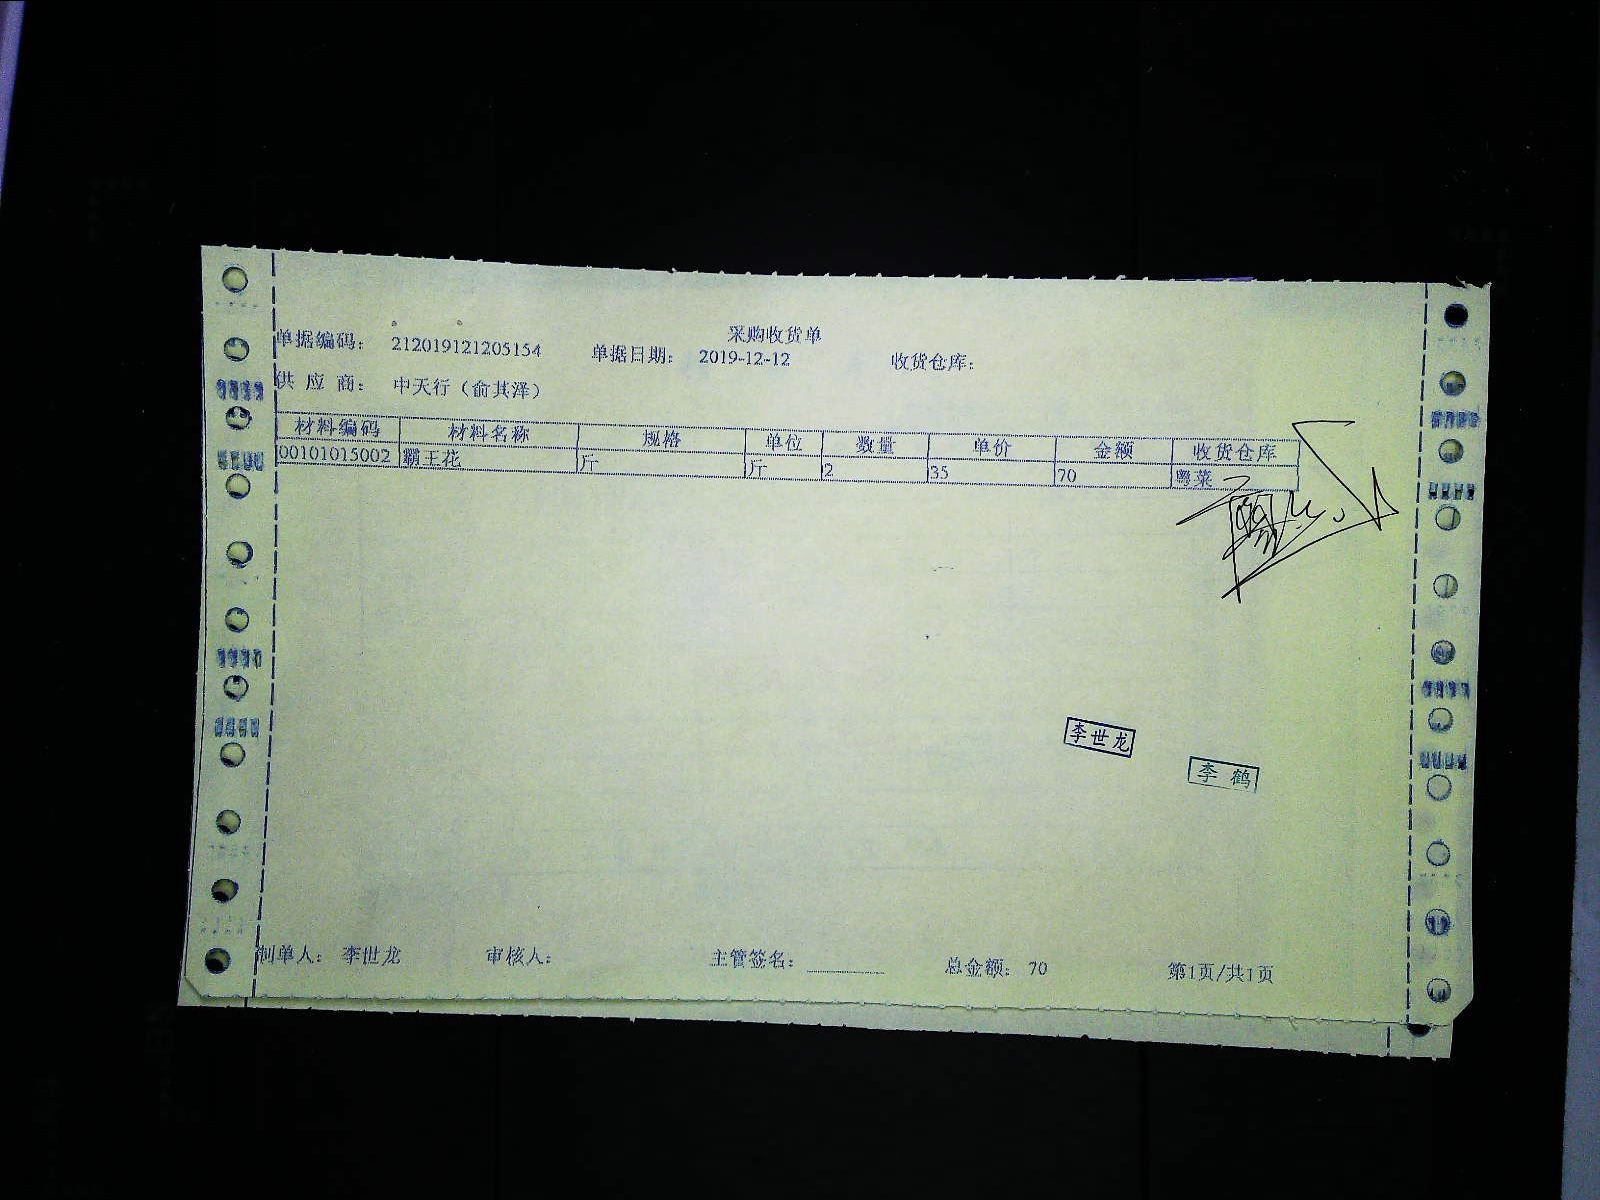 采购收货单
单据编码： 212019121205154 单据日期： 2019-12-12 收货仓库：
供 应 商： 中天行（俞其泽）
材料编码 材料名称 规格 单位 数量 单价 金额 收货仓库
00101015002 霸王花 斤 斤 2 35 70 粤菜
李世龙
李 鹤
制单人： 李世龙 审核人： 主管签名： 总金额： 70 第1页/共1页